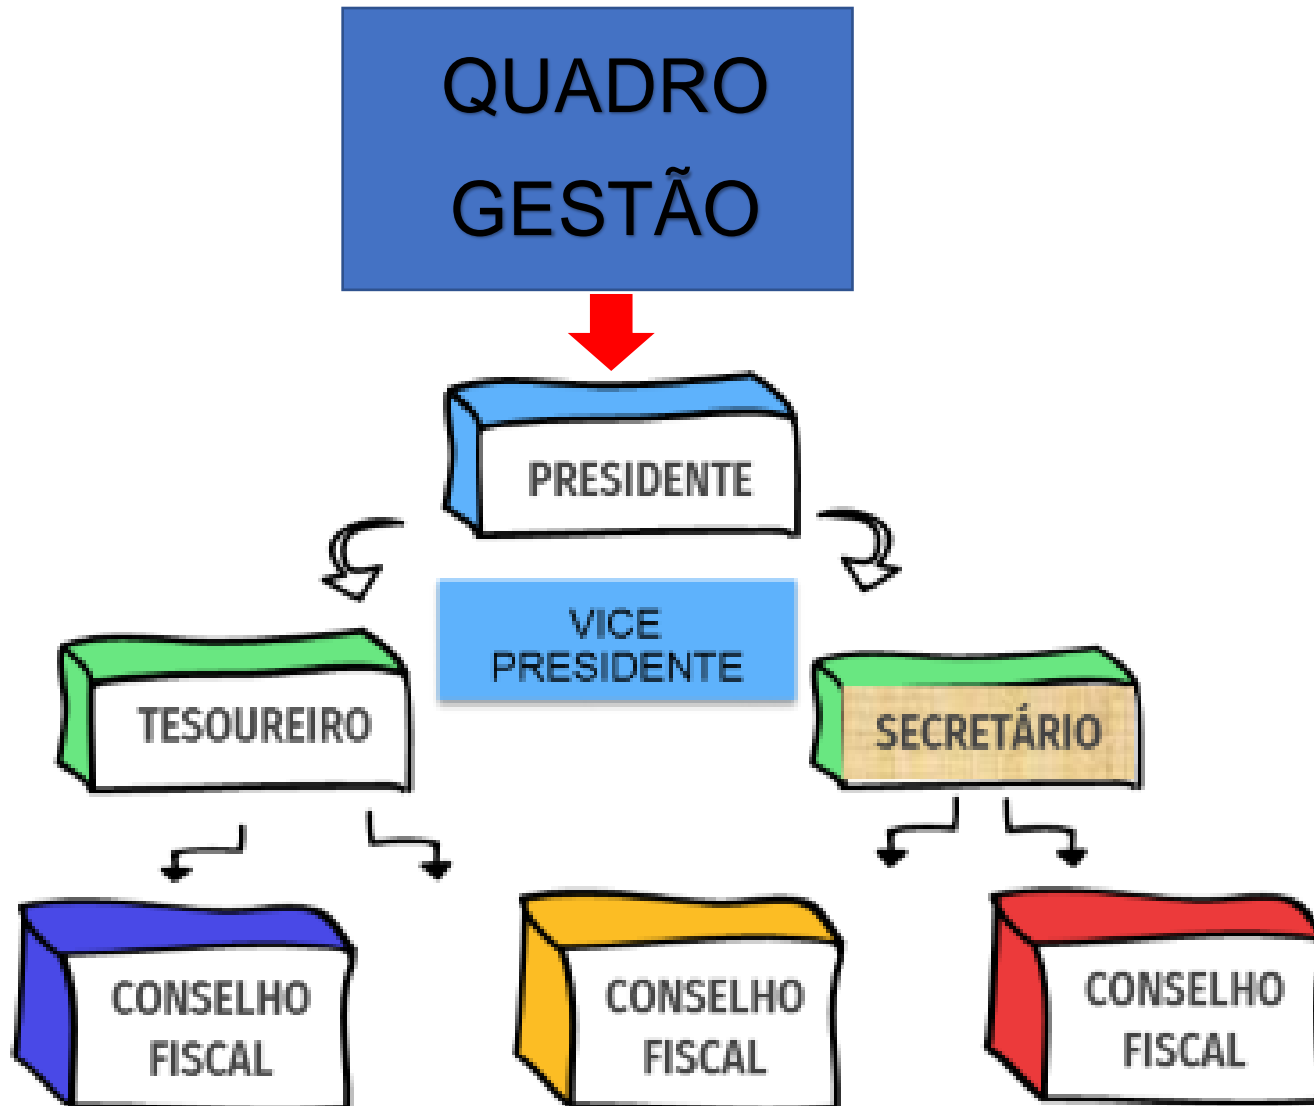 QUADRO
GESTÃO
PRESIDENTE
VICE
PRESIDENTE
TESOUREIRO
SECRETÁRIO
CONSELHO
FISCAL
CONSELHO
FISCAL
CONSELHO
FISCAL